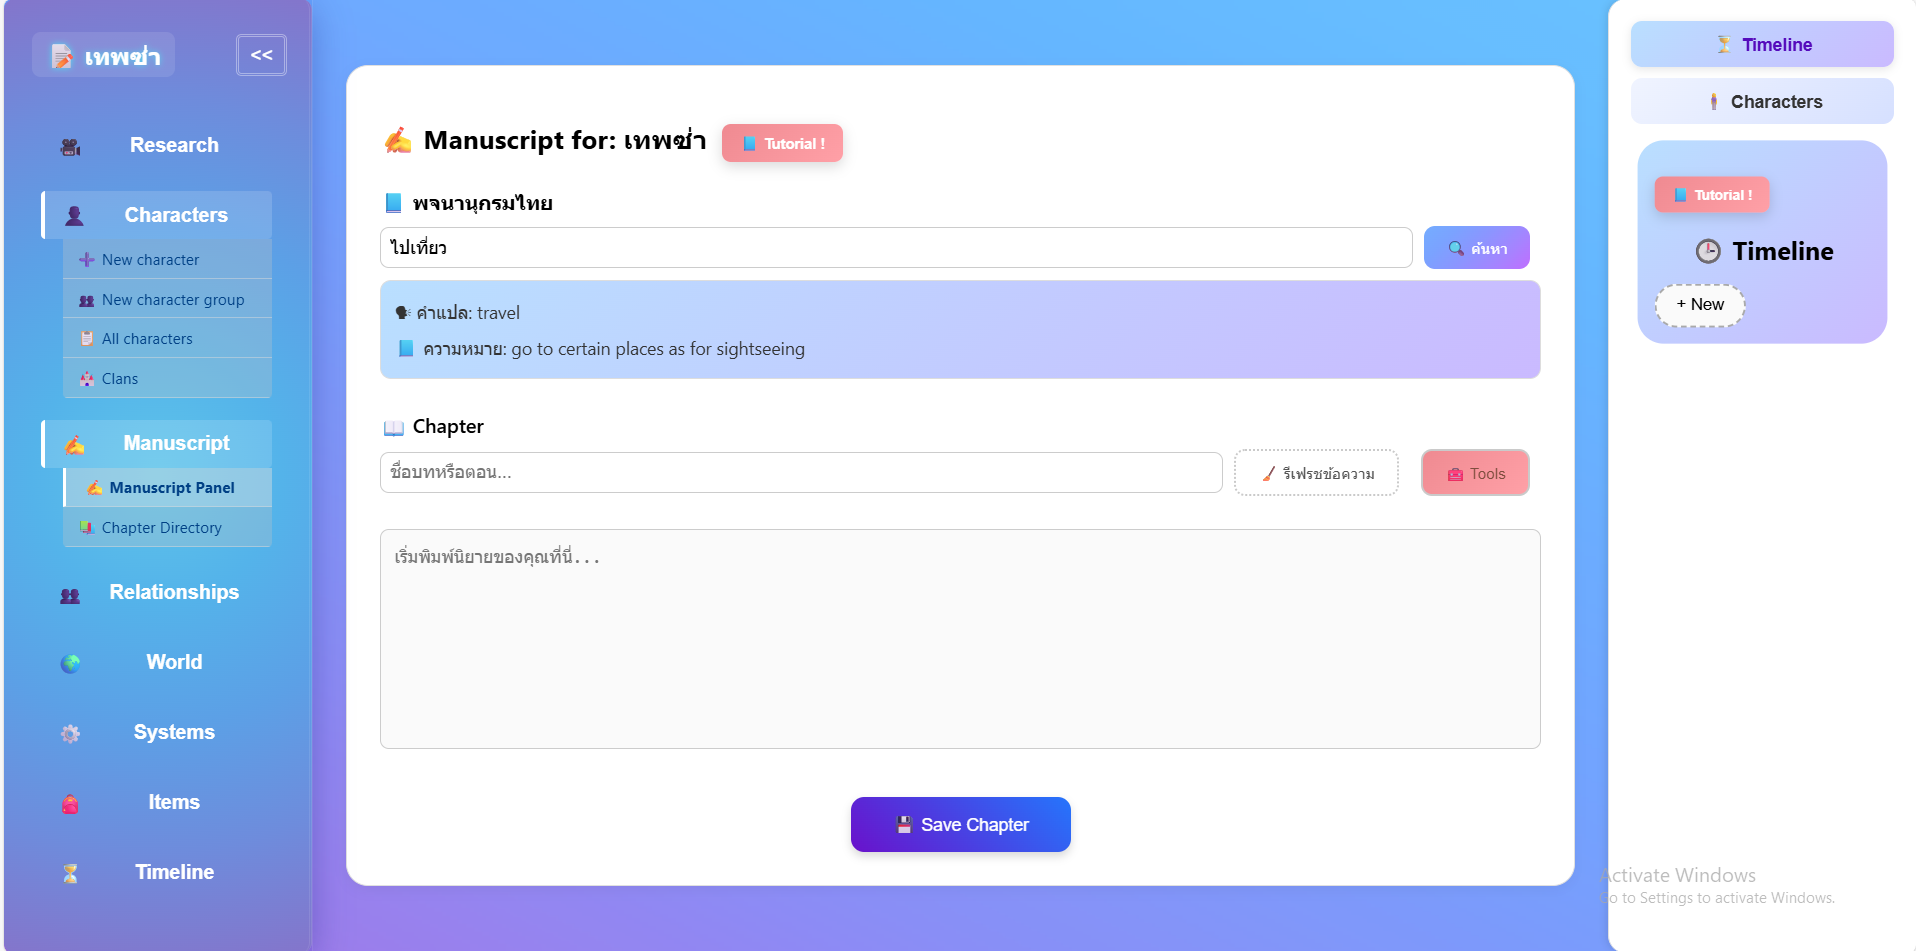 เทพซ่า
<<
Research
Characters
New character
New character group
All characters
Clans
Manuscript
Manuscript Panel
Chapter Directory
Relationships
World
Systems
Items
Timeline
Manuscript for: เทพซ่า
Tutorial !
พจนานุกรมไทย
ไปเที่ยว
ค้นหา
คำแปล: travel
ความหมาย: go to certain places as for sightseeing
Chapter
ชื่อบทหรือตอน...
รีเฟรชข้อความ
Tools
เริ่มพิมพ์นิยายของคุณที่นี่...
Save Chapter
Timeline
Characters
Tutorial !
Timeline
+ New
Activate Windows
Go to Settings to activate Windows.